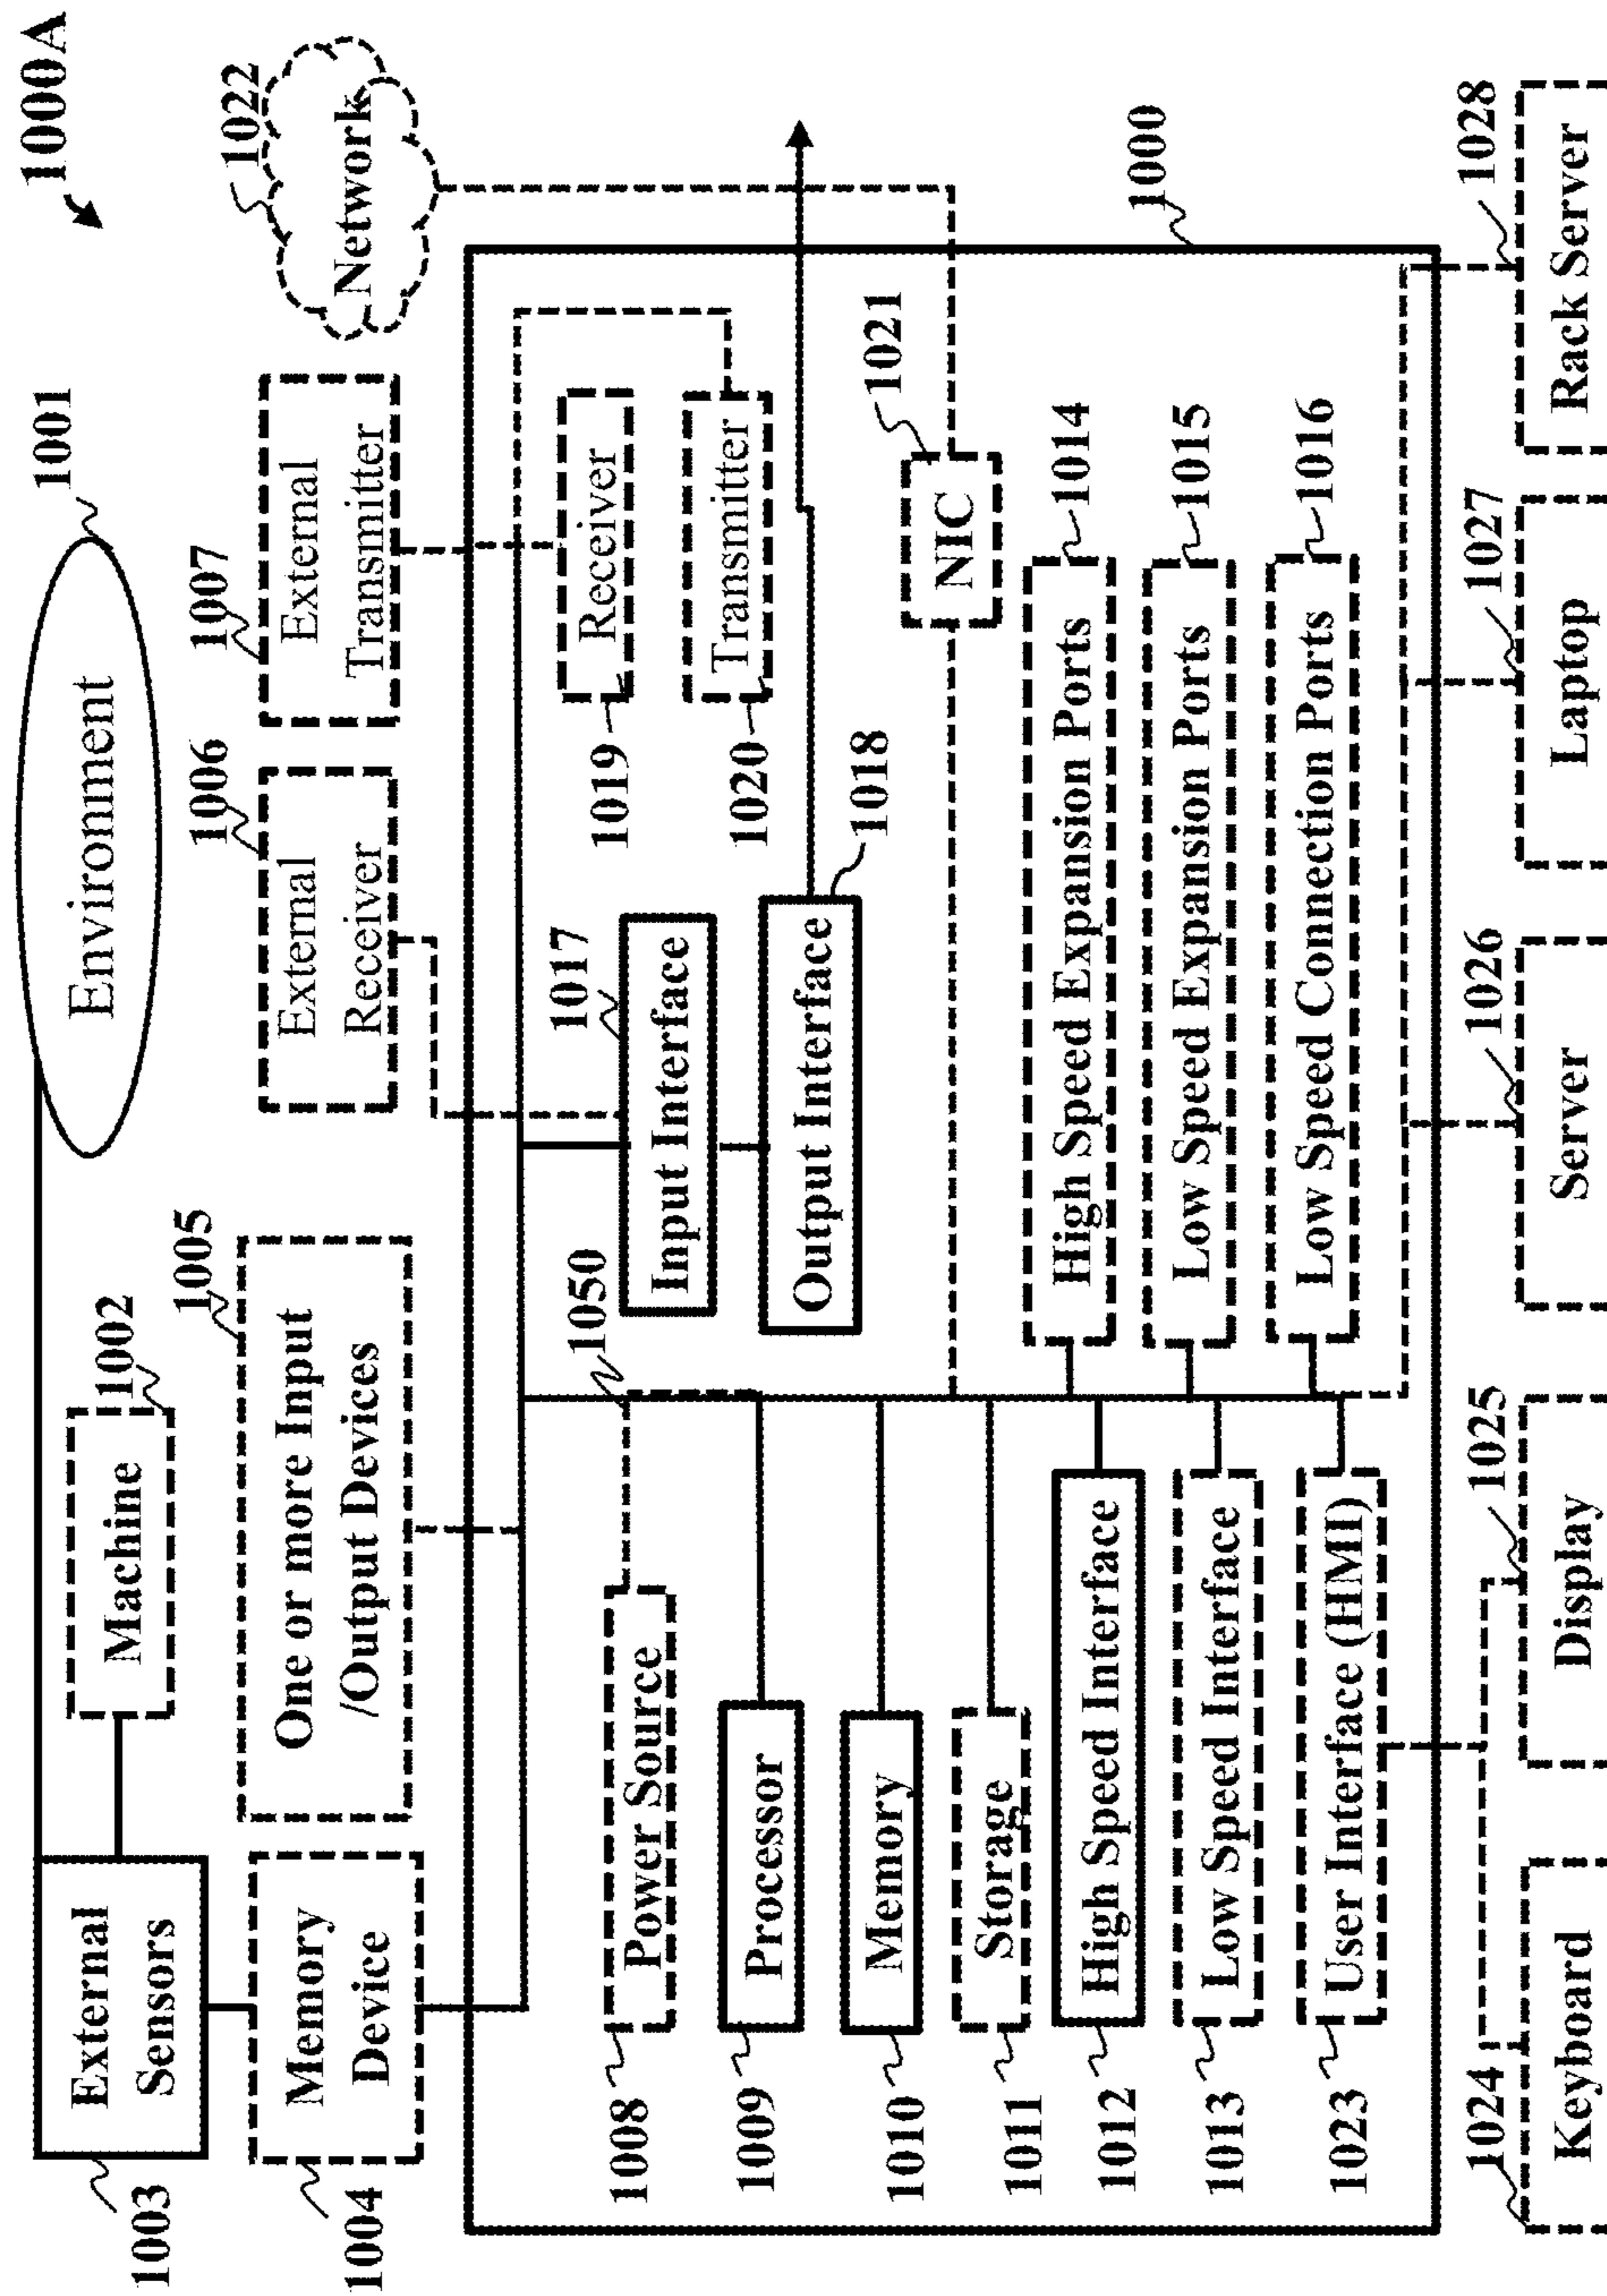 1000A
1001
Environment
1002
Machine
1003
External
Sensors
1004
Memory
Device
1005
One or more Input
/Output Devices
1006
External
Receiver
1007
External
Transmitter
1022
Network
1050
1017
Input Interface
1019
Receiver
1008
Power Source
1020
Transmitter
1009
Processor
Output Interface
1018
1010
Memory
1021
NIC
1011
Storage
1012
High Speed Interface
High Speed Expansion Ports
1014
1013
Low Speed Interface
Low Speed Expansion Ports
1015
1023
User Interface (HMI)
Low Speed Connection Ports
1016
1000
1024
Keyboard
1025
Display
1026
Server
1027
Laptop
1028
Rack Server